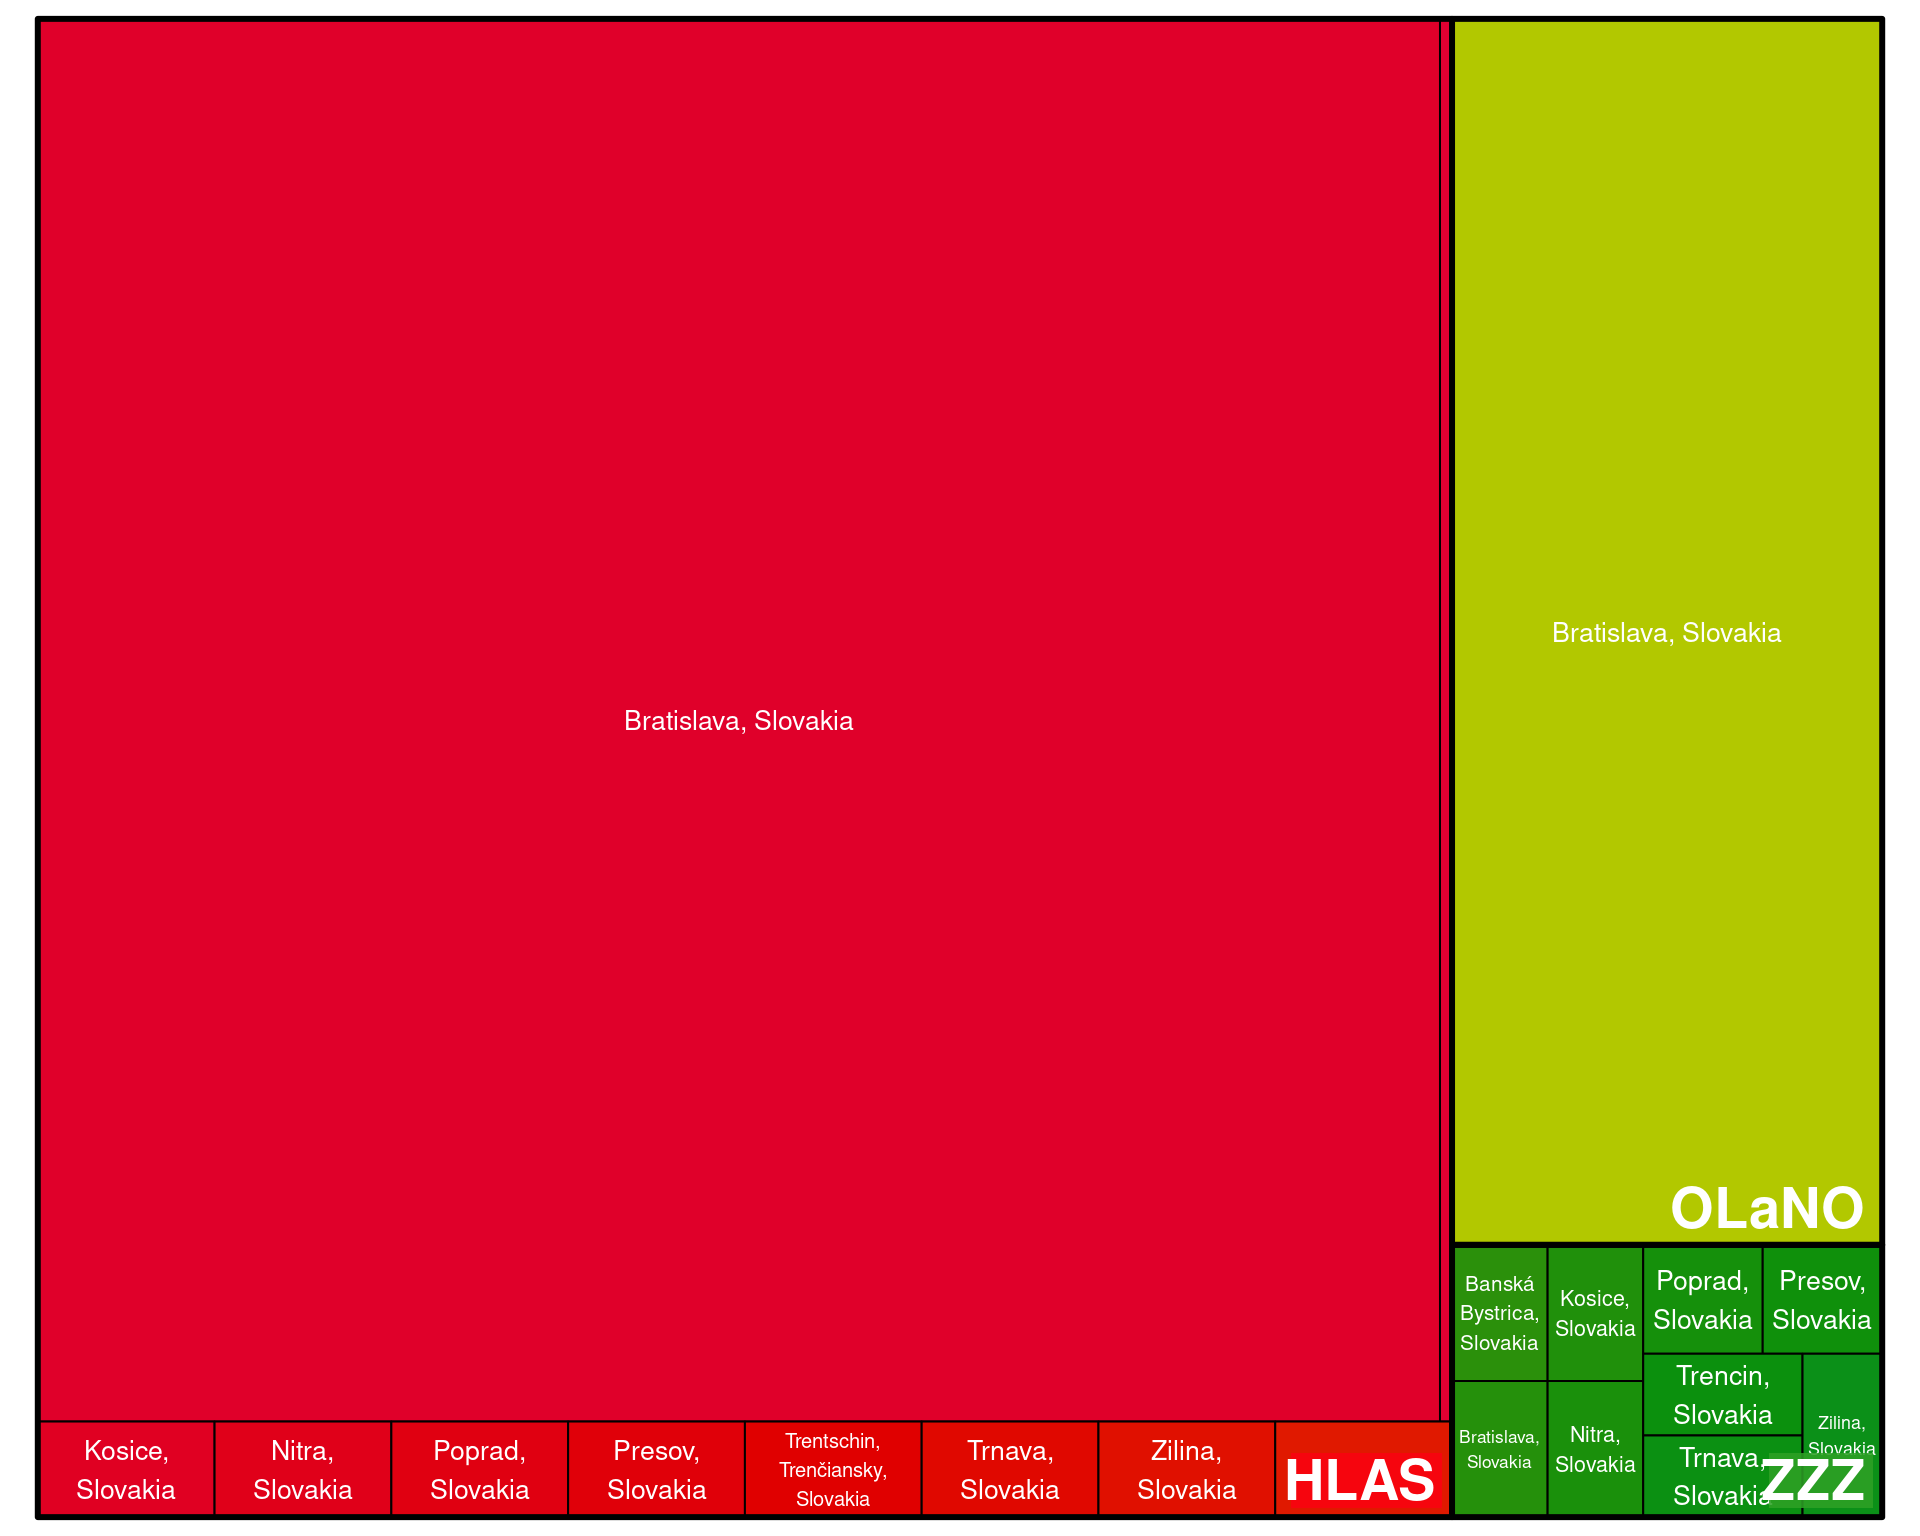 Bratislava, Slovakia
Kosice,
Slovakia
Nitra,
Slovakia
Poprad,
Slovakia
Presov,
Slovakia
Trentschin,
Trenčiansky,
Slovakia
Trnava,
Slovakia
Zilina,
Slovakia
HLAS
Bratislava, Slovakia
OLaNO
Banská
Bystrica,
Slovakia
Kosice,
Slovakia
Poprad,
Slovakia
Presov,
Slovakia
Bratislava,
Slovakia
Nitra,
Slovakia
Trencin,
Slovakia
Trnava,
Slovakia
Zilina,
Slovakia
ZZZ